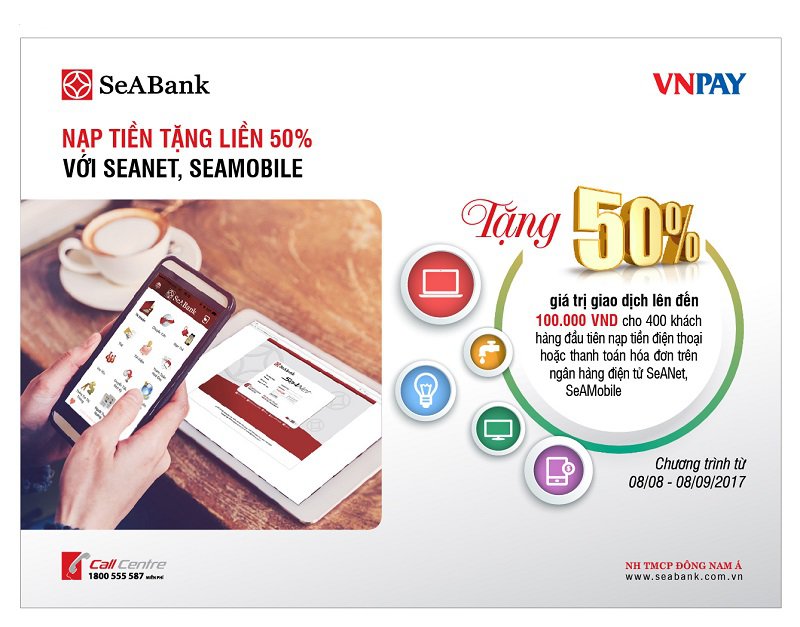 SeABank
VNPAY
NẠP TIỀN TẶNG LIỀN 50%
VỚI SEANET, SEAMOBILE
Tặng 50%
giá trị giao dịch lên đến
100.000 VND cho 400 khách
hàng đầu tiên nạp tiền điện thoại
hoặc thanh toán hóa đơn trên
ngân hàng điện tử SeANet,
SeAMobile
SeABank
Chương trình từ
08/08 - 08/09/2017
Call Centre
1800 555 587 MIỄN PHÍ
NH TMCP ĐÔNG NAM Á
www.seabank.com.vn